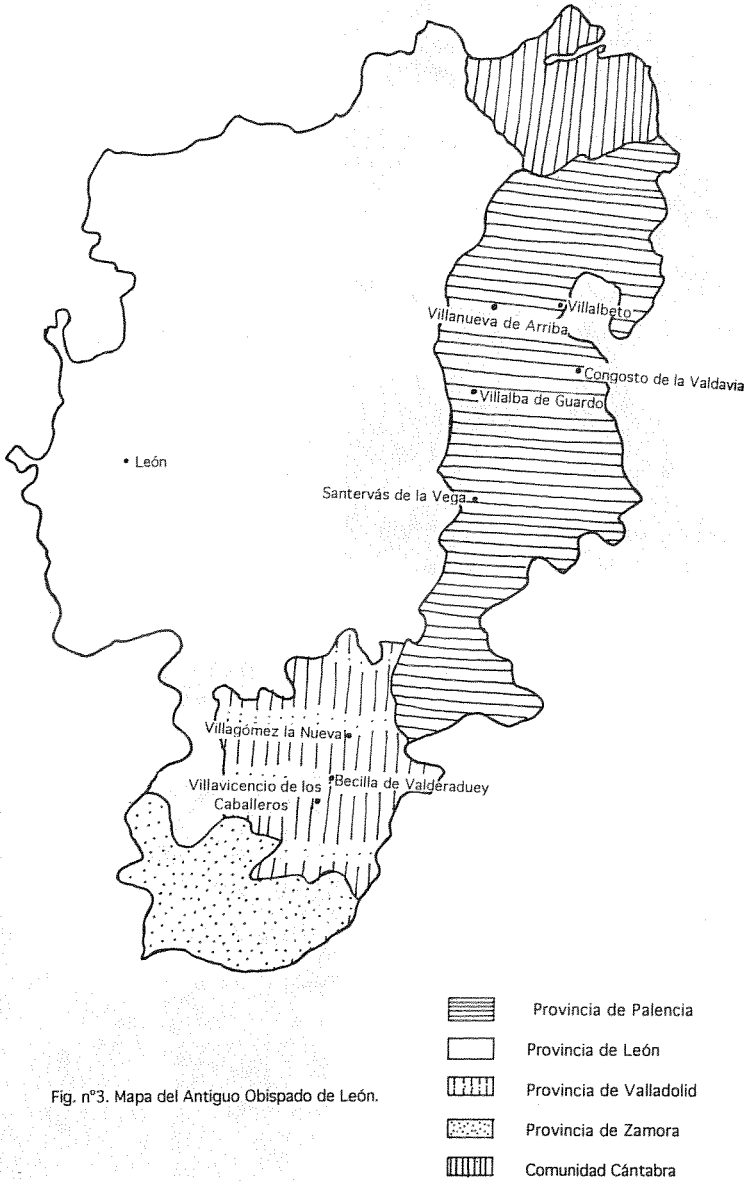 Villanueva de Arriba
Villalbeto
Congosto de la Valdavia
Villalba de Guardo
León
Santervás de la Vega
Villagómez la Nueva
Becilla de Valderaduey
Villavicencio de los
Caballeros
Provincia de Palencia
Provincia de León
Provincia de Valladolid
Provincia de Zamora
Comunidad Cántabra
Fig. nº3. Mapa del Antiguo Obispado de León.